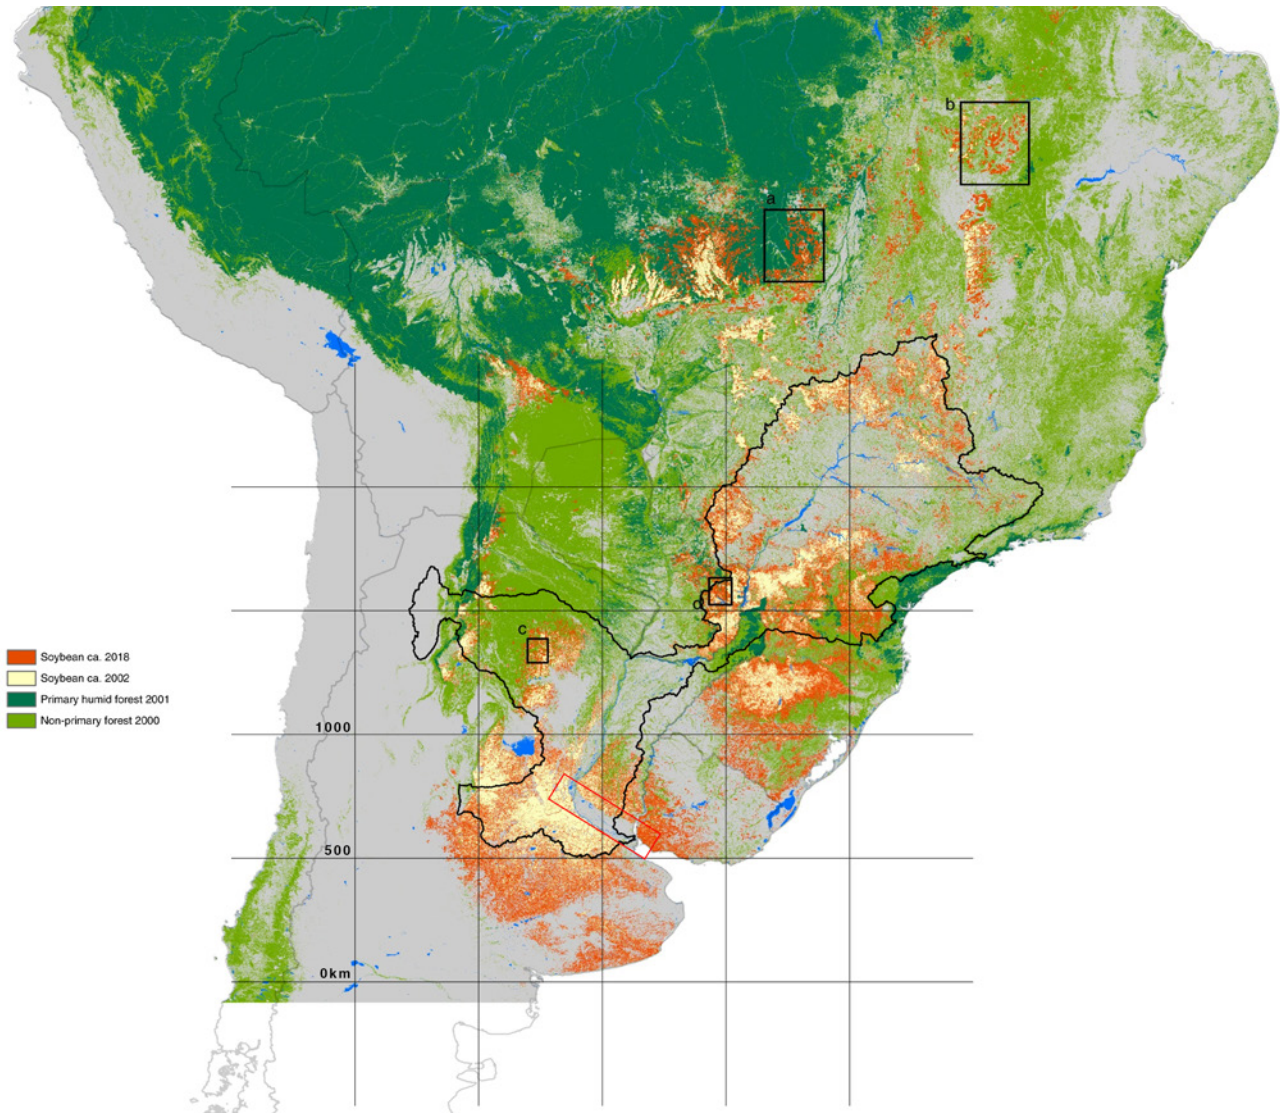 b
a
d
c
Soybean ca. 2018
Soybean ca. 2002
Primary humid forest 2001
Non-primary forest 2000
1000
500
0km